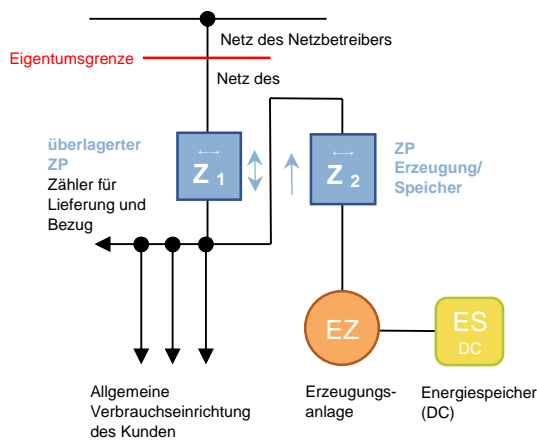 Netz des Netzbetreibers
Eigentumsgrenze
Netz des
überlagerter
ZP
Zähler für
Lieferung und
Bezug
Z 1
Z 2
ZP
Erzeugung/
Speicher
EZ
ES
DC
Allgemeine
Verbrauchseinrichtung
des Kunden
Erzeugungs-
anlage
Energiespeicher
(DC)